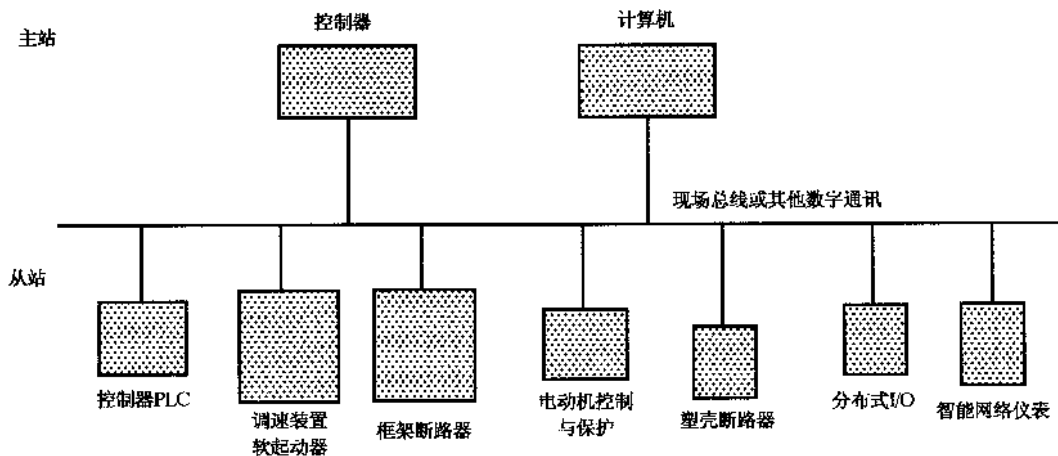 控制器
计算机
主站
现场总线或其他数字通讯
从站
控制器PLC
调速装置
软起动器
框架断路器
电动机控制
与保护
塑壳断路器
分布式I/O
智能网络仪表